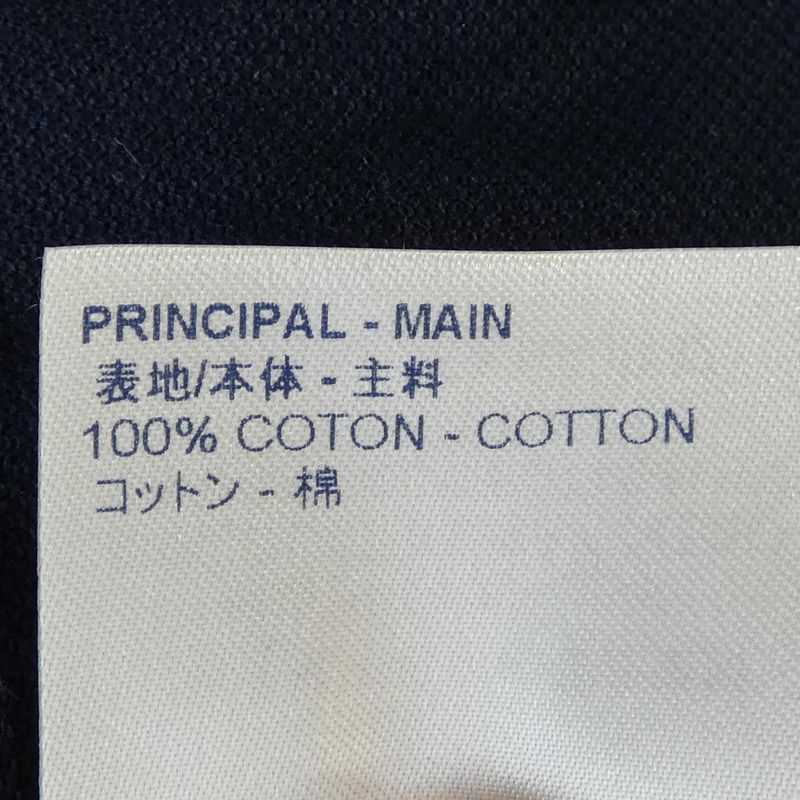 PRINCIPAL - MAIN
表地/本体 - 主料
100% COTON - COTTON
コットン - 棉